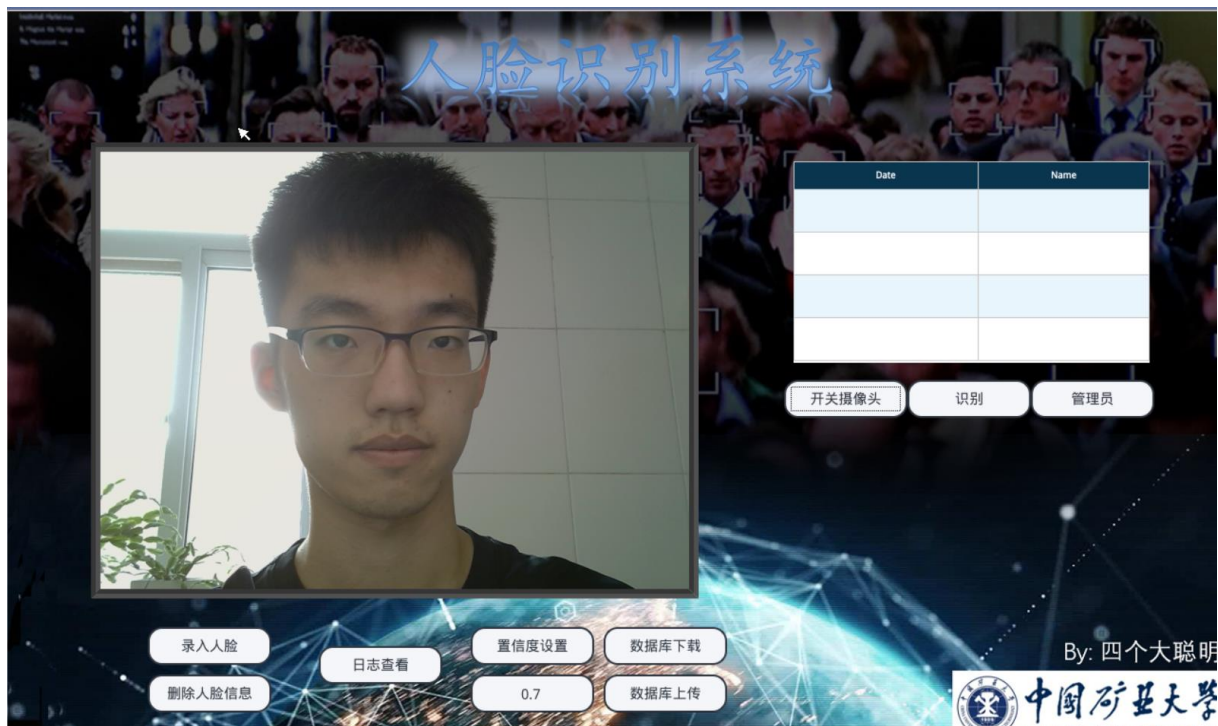 人脸识别系统
Date
Name
开关摄像头
识别
管理员
录入人脸
置信度设置
数据库下载
日志查看
删除人脸信息
0.7
数据库上传
By: 四个大聪明
中国矿业大学